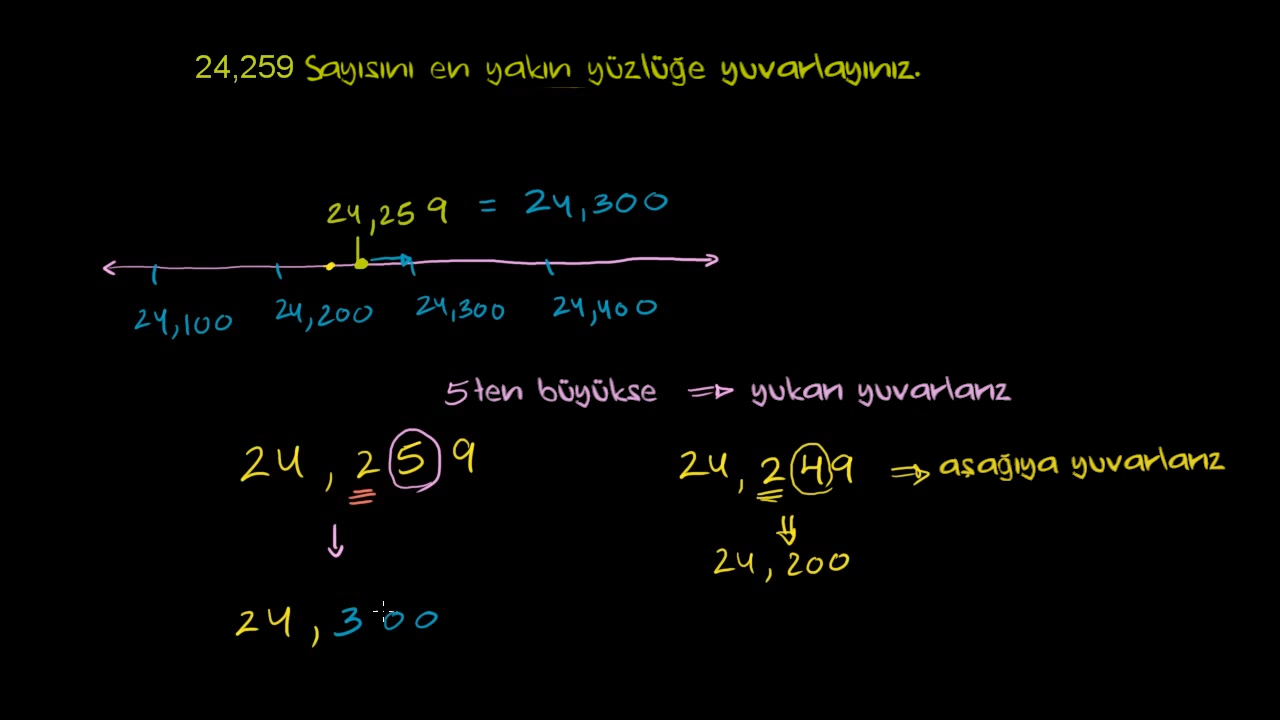 24,259 Sayısını en yakın yüzlüğe yuvarlayınız.
24,259 = 24,300
24,100 24,200 24,300 24,400
5ten büyükse ⇒ yukarı yuvarlarız
24,259
24,249 ⇒ aşağıya yuvarlarız
↓
⇓
24,200
24,300